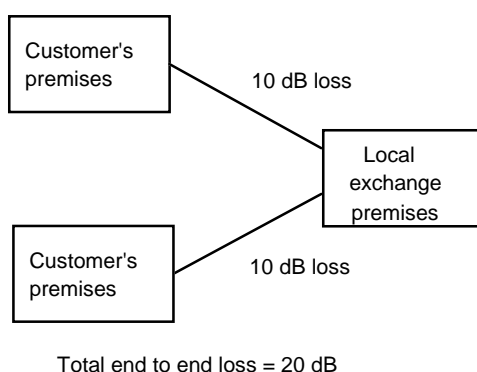 Customer's
premises
10 dB loss
Local
exchange
premises
Customer's
premises
10 dB loss
Total end to end loss = 20 dB